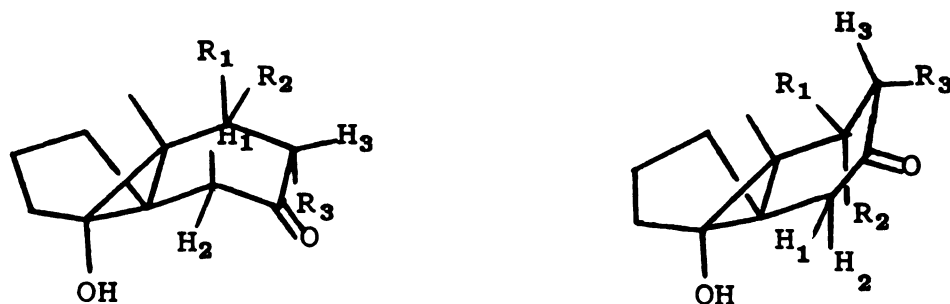 R₁
R₂
H₁
H₃
R₃
O
H₂
OH
H₃
R₃
R₁
O
R₂
H₁
H₂
OH